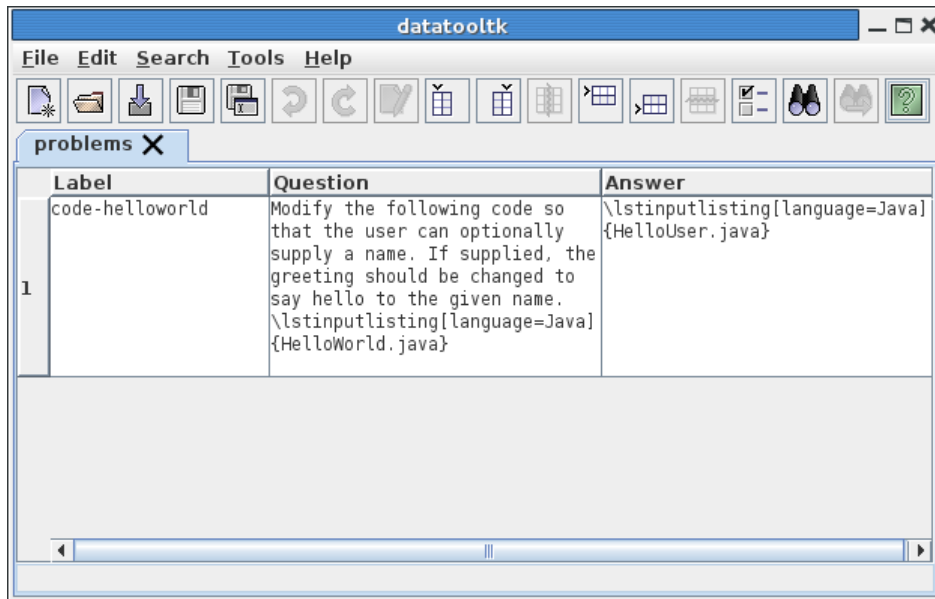 datatooltk
File Edit Search Tools Help
problems
Label Question Answer
1
code-helloworld
Modify the following code so
that the user can optionally
supply a name. If supplied, the
greeting should be changed to
say hello to the given name.
\lstinputlisting[language=Java]
{HelloWorld.java}
\lstinputlisting[language=Java]
{HelloUser.java}